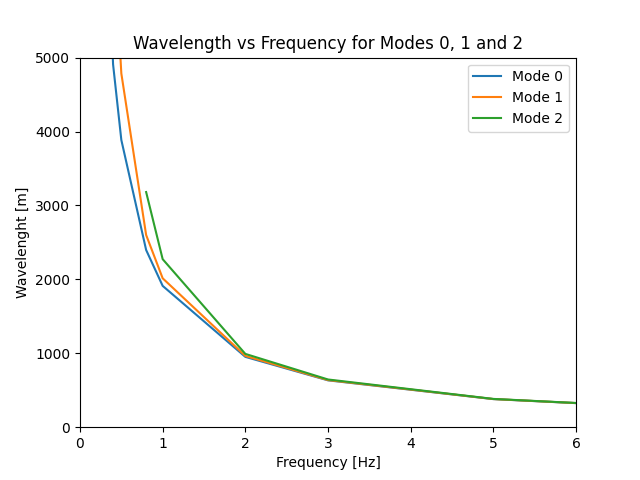 Wavelength vs Frequency for Modes 0, 1 and 2
5000
4000
3000
2000
1000
0
Wavelenght [m]
Mode 0
Mode 1
Mode 2
0 1 2 3 4 5 6
Frequency [Hz]